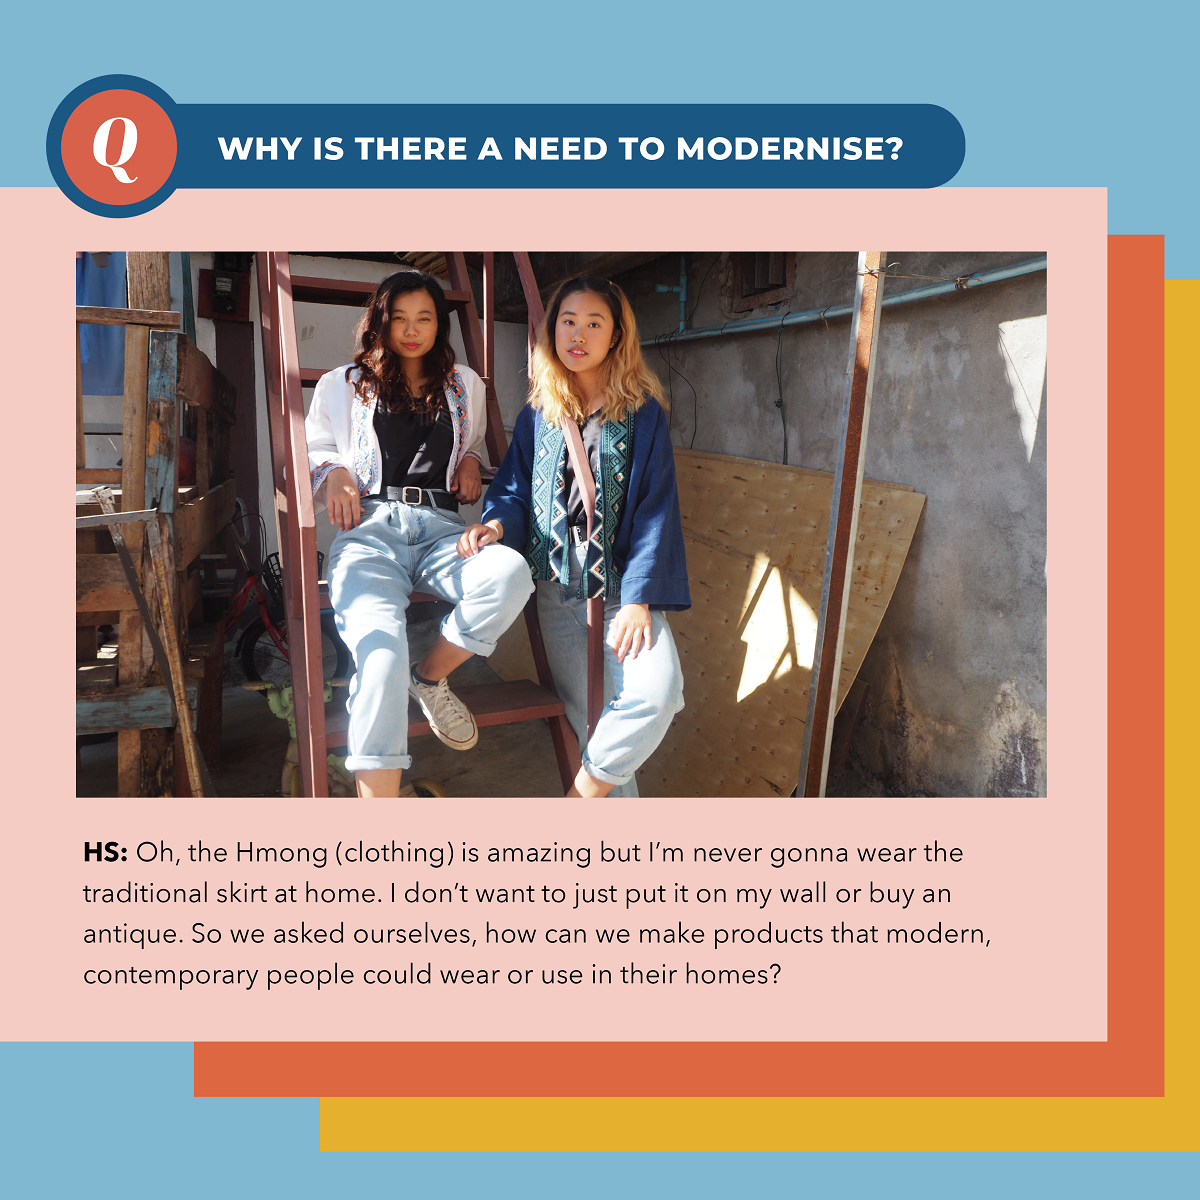 Q
WHY IS THERE A NEED TO MODERNISE?
HS: Oh, the Hmong (clothing) is amazing but I’m never gonna wear the
traditional skirt at home. I don’t want to just put it on my wall or buy an
antique. So we asked ourselves, how can we make products that modern,
contemporary people could wear or use in their homes?